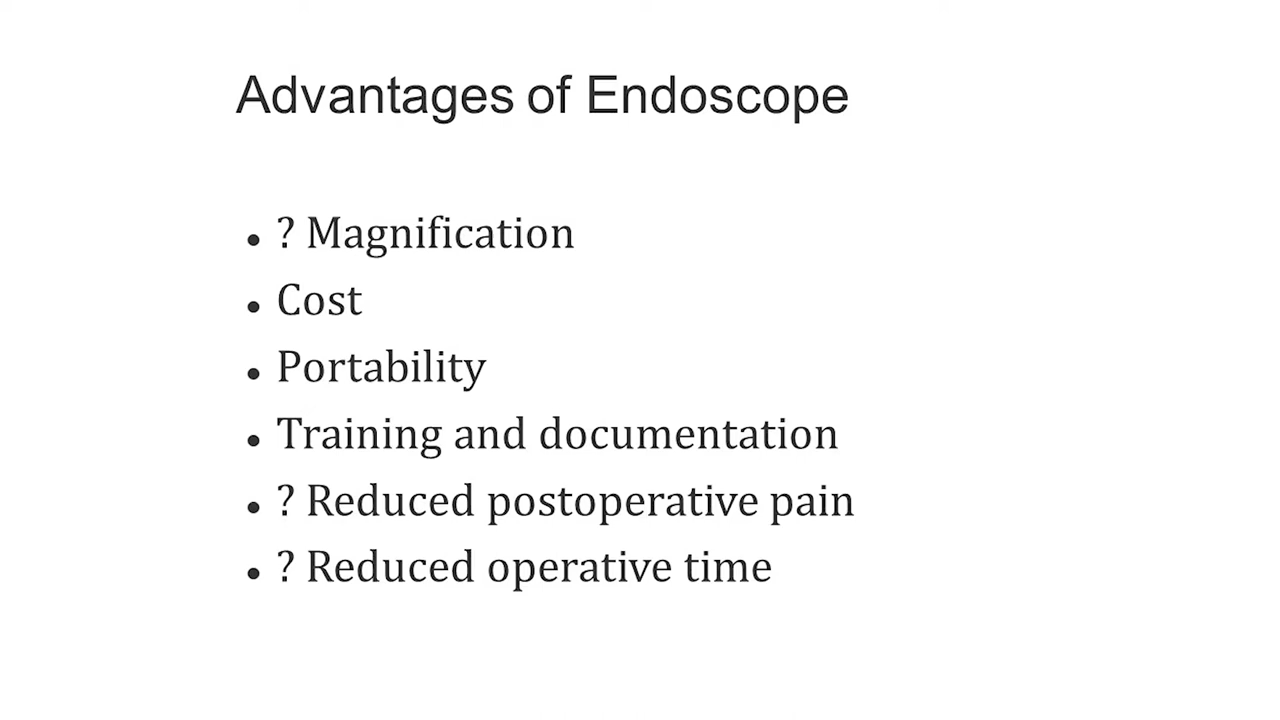 Advantages of Endoscope
• ? Magnification
• Cost
• Portability
• Training and documentation
• ? Reduced postoperative pain
• ? Reduced operative time